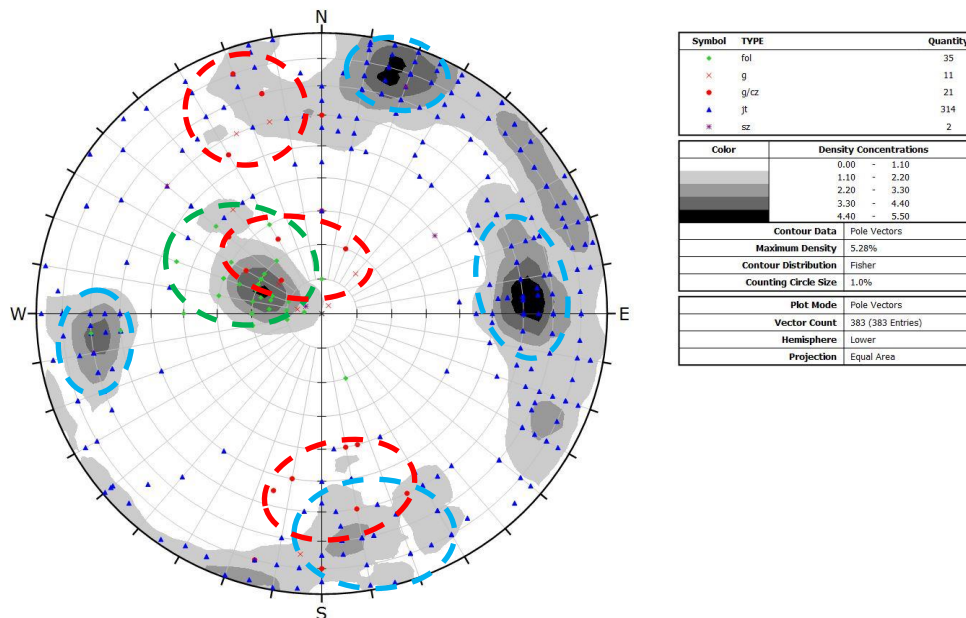 N
W
E
S
Symbol TYPE Quantity
fol 35
g 11
g/cz 21
jt 314
sz 2
Color Density Concentrations
0.00 - 1.10
1.10 - 2.20
2.20 - 3.30
3.30 - 4.40
4.40 - 5.50
Contour Data Pole Vectors
Maximum Density 5.28%
Contour Distribution Fisher
Counting Circle Size 1.0%
Plot Mode Pole Vectors
Vector Count 383 (383 Entries)
Hemisphere Lower
Projection Equal Area